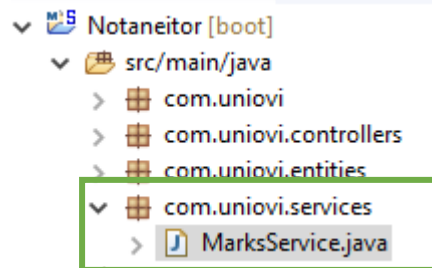 Notaneitor [boot]
src/main/java
com.uniovi
com.uniovi.controllers
com.uniovi.entities
com.uniovi.services
MarksService.java